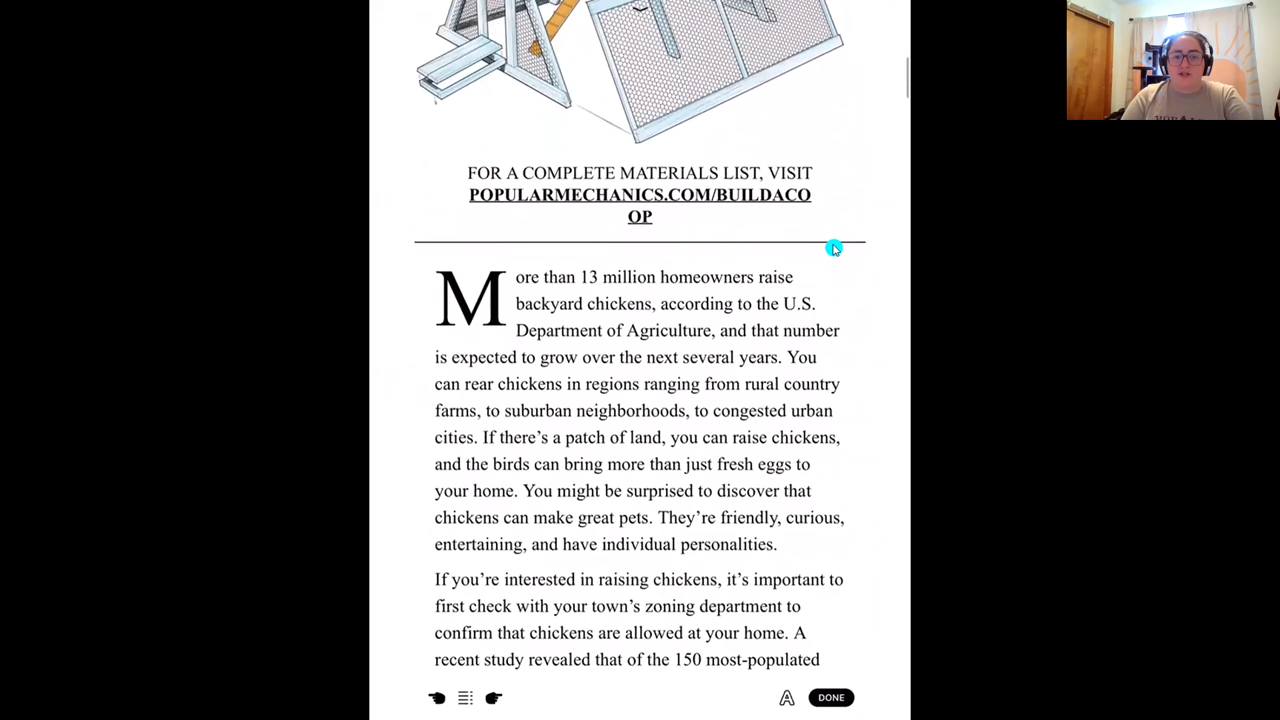 FOR A COMPLETE MATERIALS LIST, VISIT
POPULARMECHANICS.COM/BUILDACO
OP
More than 13 million homeowners raise
backyard chickens, according to the U.S.
Department of Agriculture, and that number
is expected to grow over the next several years. You
can rear chickens in regions ranging from rural country
farms, to suburban neighborhoods, to congested urban
cities. If there’s a patch of land, you can raise chickens,
and the birds can bring more than just fresh eggs to
your home. You might be surprised to discover that
chickens can make great pets. They’re friendly, curious,
entertaining, and have individual personalities.
If you’re interested in raising chickens, it’s important to
first check with your town’s zoning department to
confirm that chickens are allowed at your home. A
recent study revealed that of the 150 most-populated
A
DONE